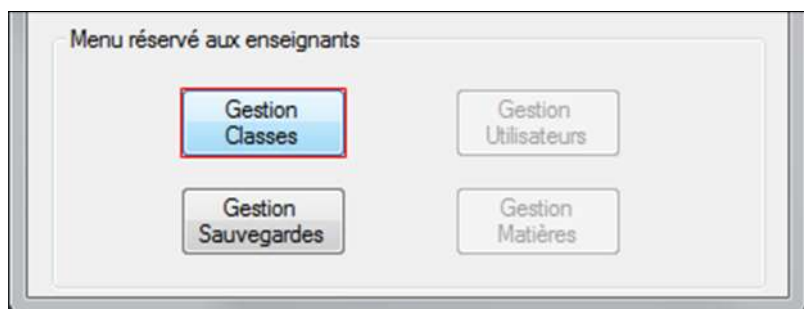 Menu réservé aux enseignants
Gestion
Classes
Gestion
Utilisateurs
Gestion
Sauvegardes
Gestion
Matières